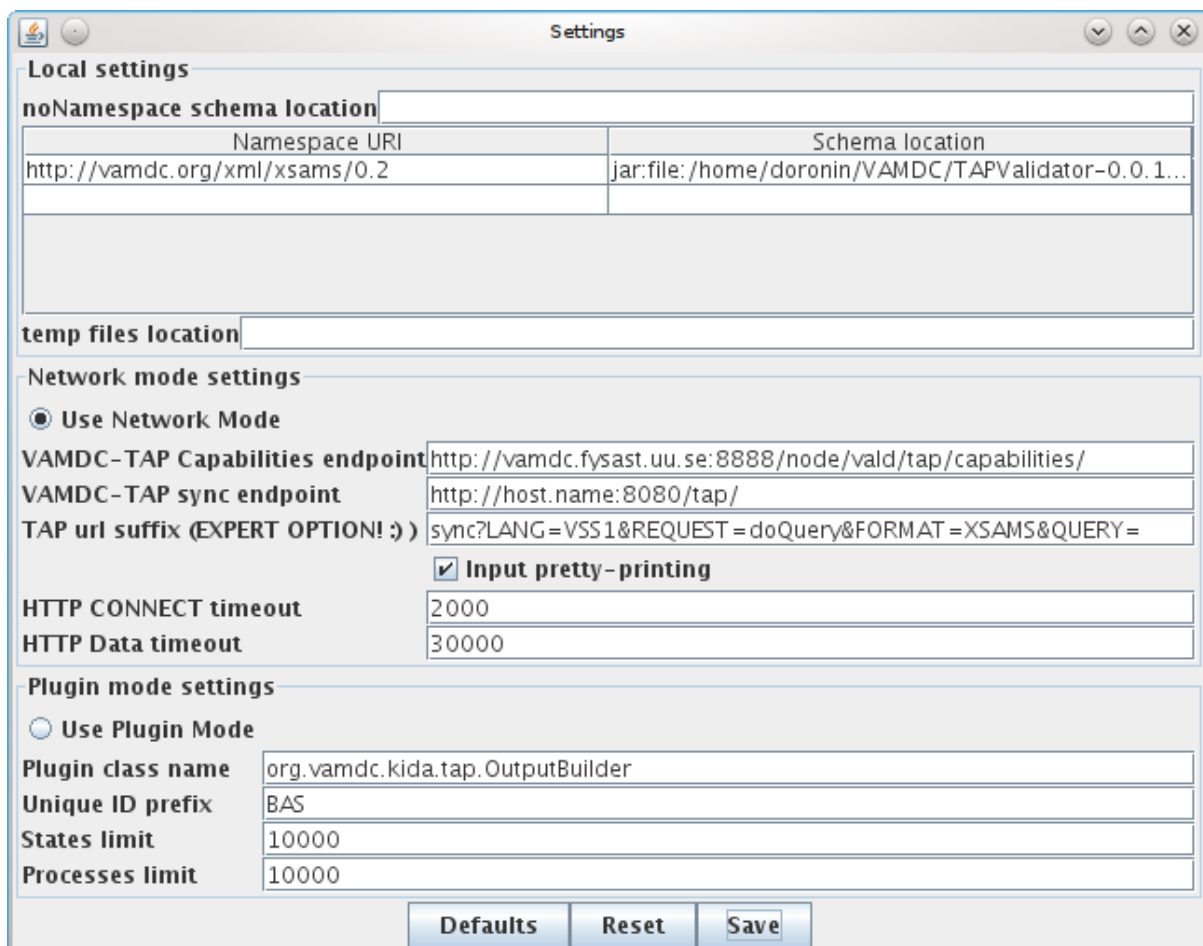 Settings
Local settings
noNamespace schema location
Namespace URI Schema location
http://vamdc.org/xml/xsams/0.2 jar:file:/home/doronin/VAMDC/TAPValidator-0.0.1...
temp files location
Network mode settings
Use Network Mode
VAMDC-TAP Capabilities endpoint http://vamdc.fysast.uu.se:8888/node/vald/tap/capabilities/
VAMDC-TAP sync endpoint http://host.name:8080/tap/
TAP url suffix (EXPERT OPTION! :) ) sync?LANG=VSS1&REQUEST=doQuery&FORMAT=XSAMS&QUERY=
Input pretty-printing
HTTP CONNECT timeout 2000
HTTP Data timeout 30000
Plugin mode settings
Use Plugin Mode
Plugin class name org.vamdc.kida.tap.OutputBuilder
Unique ID prefix BAS
States limit 10000
Processes limit 10000
Defaults Reset Save